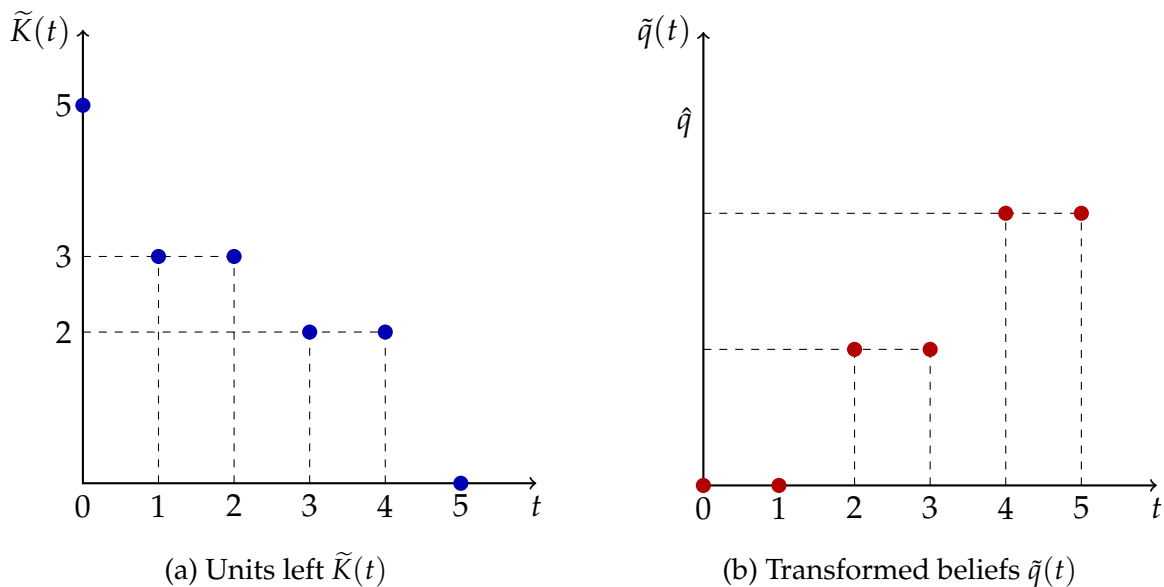 K̃(t)
5
3
2
0 1 2 3 4 5 t
(a) Units left K̃(t)
q̃(t)
q̂
0 1 2 3 4 5 t
(b) Transformed beliefs q̃(t)